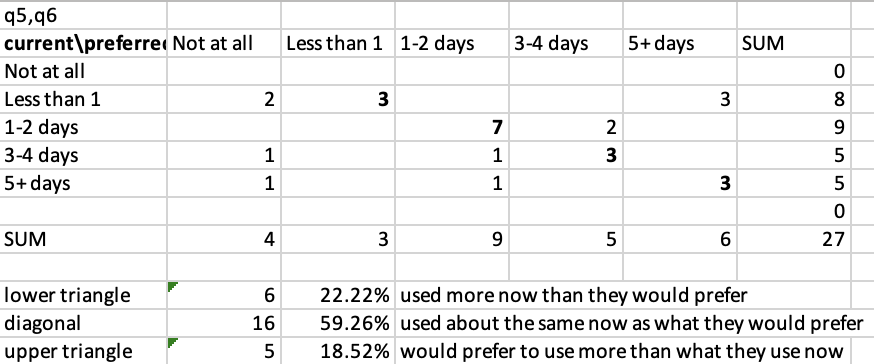 q5,q6
current\preferred Not at all Less than 1 1-2 days 3-4 days 5+ days SUM
Not at all 0
Less than 1 2 3 3 8
1-2 days 7 2 9
3-4 days 1 1 3 5
5+ days 1 1 3 5
0
SUM 4 3 9 5 6 27
lower triangle 6 22.22% used more now than they would prefer
diagonal 16 59.26% used about the same now as what they would prefer
upper triangle 5 18.52% would prefer to use more than what they use now